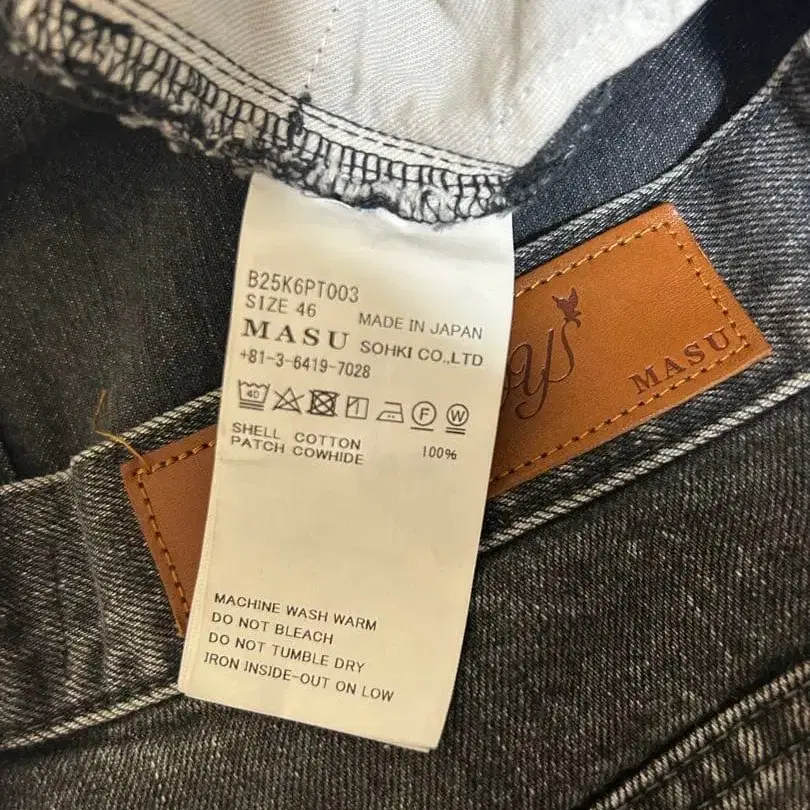 B25K6PT003
SIZE 46
MADE IN JAPAN
MASU SOHKI CO.,LTD
+81-3-6419-7028
40
F W
SHELL COTTON 100%
PATCH COWHIDE
MACHINE WASH WARM
DO NOT BLEACH
DO NOT TUMBLE DRY
IRON INSIDE-OUT ON LOW
MASU